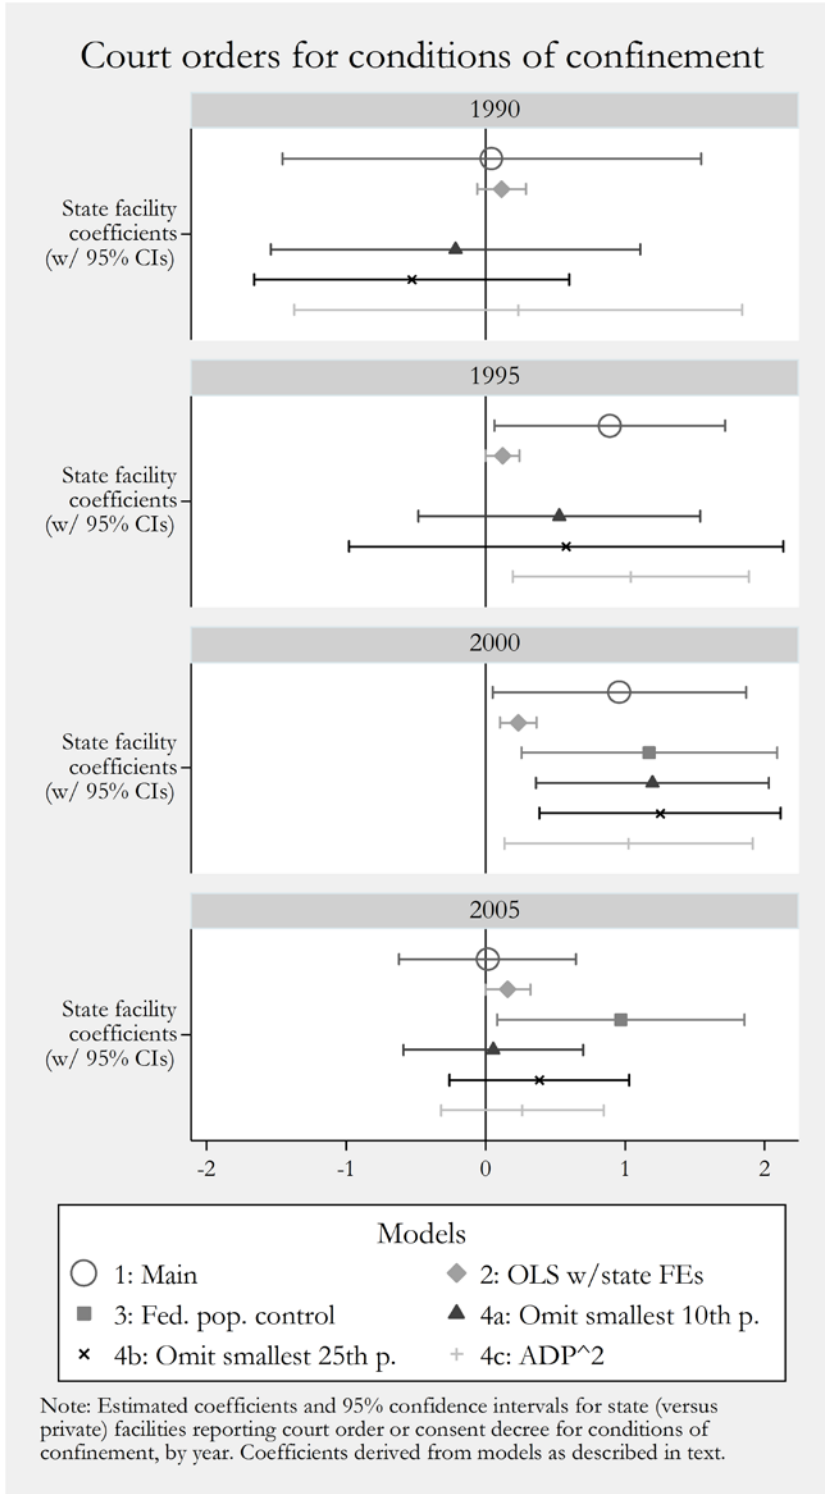 Court orders for conditions of confinement
1990
State facility
coefficients
(w/ 95% CIs)
1995
State facility
coefficients
(w/ 95% CIs)
2000
State facility
coefficients
(w/ 95% CIs)
2005
State facility
coefficients
(w/ 95% CIs)
-2 -1 0 1 2
Models
1: Main 2: OLS w/state FEs
3: Fed. pop. control 4a: Omit smallest 10th p.
4b: Omit smallest 25th p. 4c: ADP^2
Note: Estimated coefficients and 95% confidence intervals for state (versus
private) facilities reporting court order or consent decree for conditions of
confinement, by year. Coefficients derived from models as described in text.